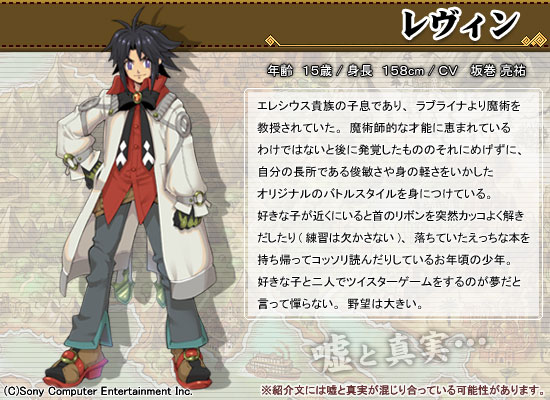 レヴィン
年齢 15歳 / 身長 158cm / CV 坂巻 亮祐
エレシウス貴族の子息であり、ラプライナより魔術を
教授されていた。魔術師的な才能に恵まれている
わけではないと後に発覚したもののそれにめげずに、
自分の長所である俊敏さや身の軽さをいかした
オリジナルのバトルスタイルを身につけている。
好きな子が近くにいると首のリボンを突然カッコよく解き
だしたり(練習は欠かさない)、落ちていたえっちな本を
持ち帰ってコッソリ読んだりしているお年頃の少年。
好きな子と二人でツイスターゲームをするのが夢だと
言って憚らない。野望は大きい。
嘘と真実…
(C)Sony Computer Entertainment Inc.
※紹介文には嘘と真実が混じり合っている可能性があります。